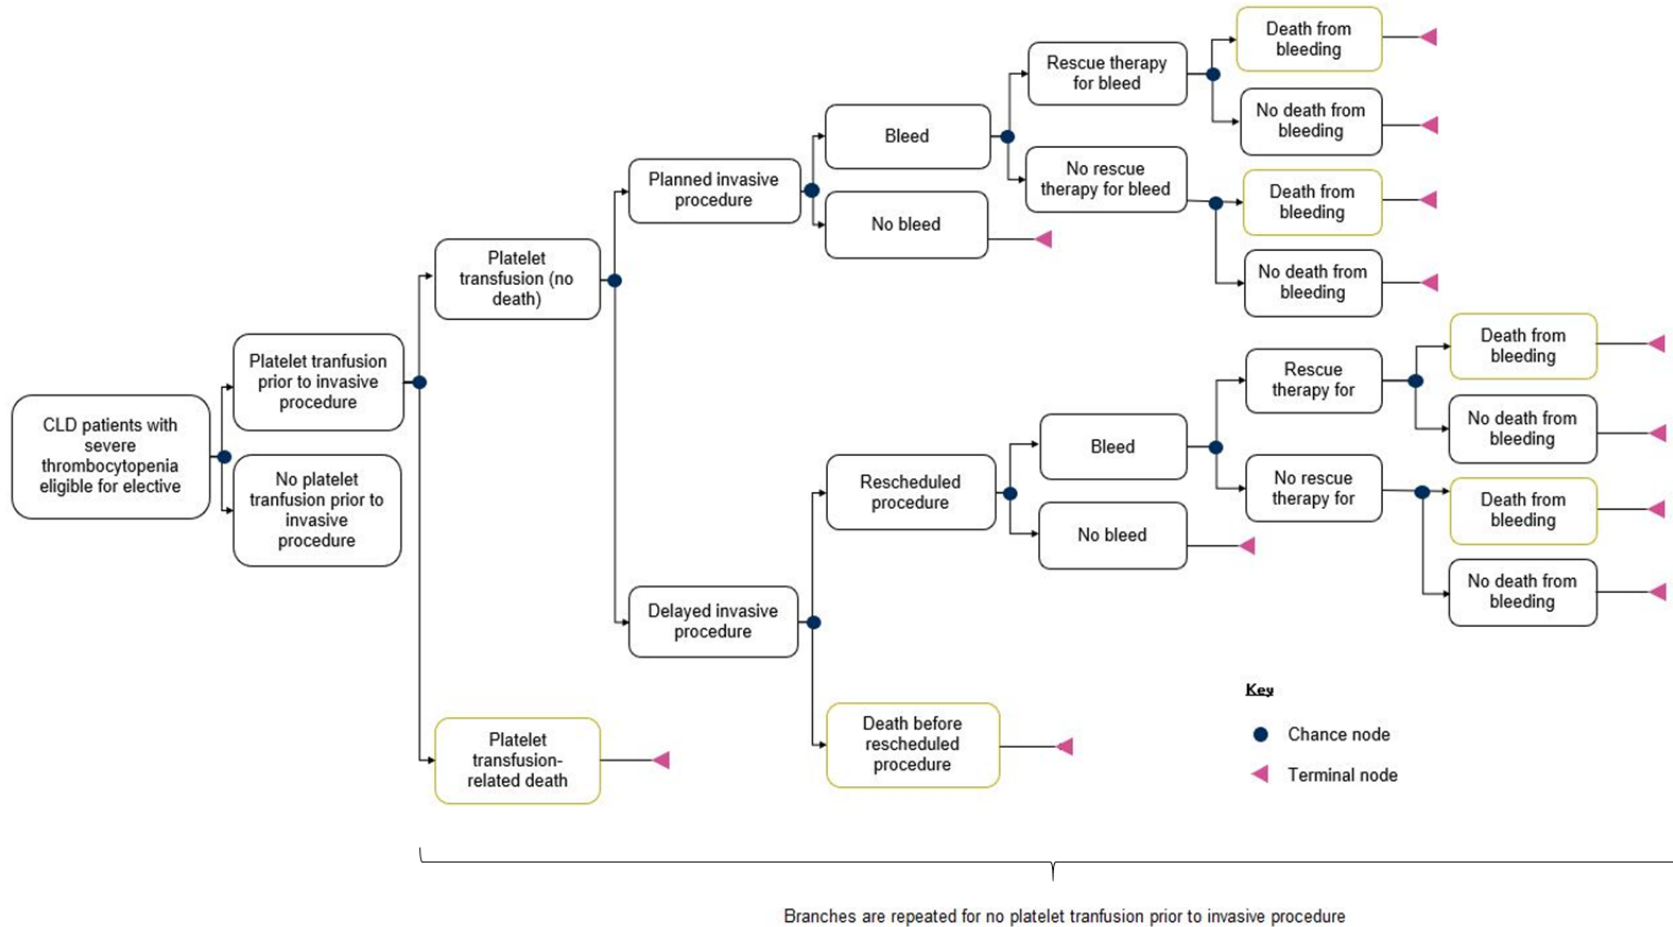 CLD patients with
severe
thrombocytopenia
eligible for elective
Platelet tranfusion
prior to invasive
procedure
No platelet
tranfusion prior to
invasive
procedure
Platelet
transfusion (no
death)
Platelet
transfusion-
related death
Planned invasive
procedure
Delayed invasive
procedure
Bleed
No bleed
Rescue therapy
for bleed
No rescue
therapy for bleed
Death from
bleeding
No death from
bleeding
Death from
bleeding
No death from
bleeding
Rescheduled
procedure
Death before
rescheduled
procedure
Bleed
No bleed
Rescue
therapy for
No rescue
therapy for
Death from
bleeding
No death from
bleeding
Death from
bleeding
No death from
bleeding
Key
Chance node
Terminal node
Branches are repeated for no platelet tranfusion prior to invasive procedure